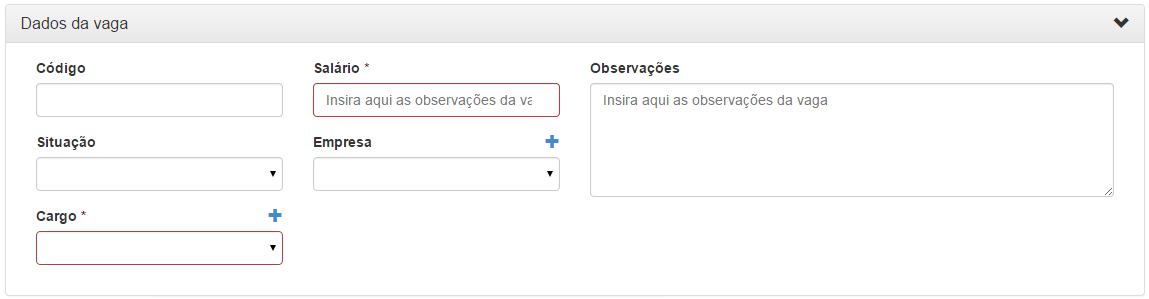 Dados da vaga
Código
Salário *
Observações
Insira aqui as observações da va
Insira aqui as observações da vaga
Situação
Empresa
Cargo *